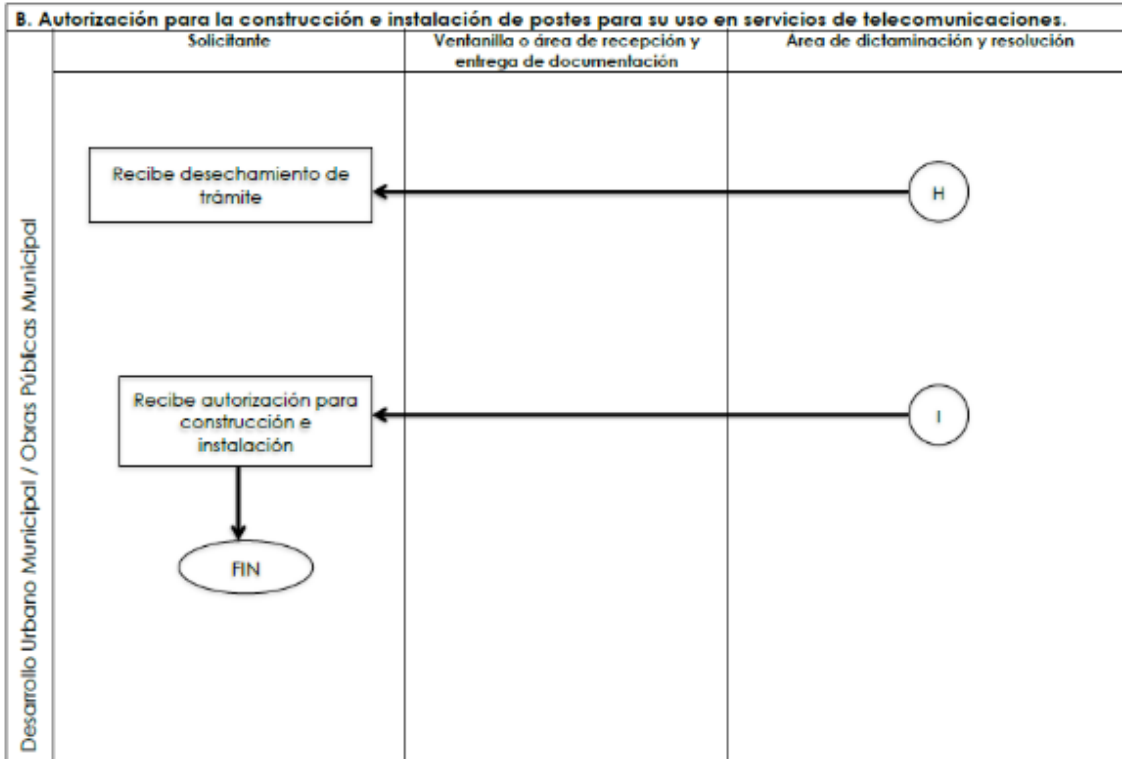 B. Autorización para la construcción e instalación de postes para su uso en servicios de telecomunicaciones.
Solicitante
Ventanilla o área de recepción y
entrega de documentación
Área de dictaminación y resolución
Desarrollo Urbano Municipal / Obras Públicas Municipal
Recibe desechamiento de
trámite
H
Recibe autorización para
construcción e
instalación
I
FIN